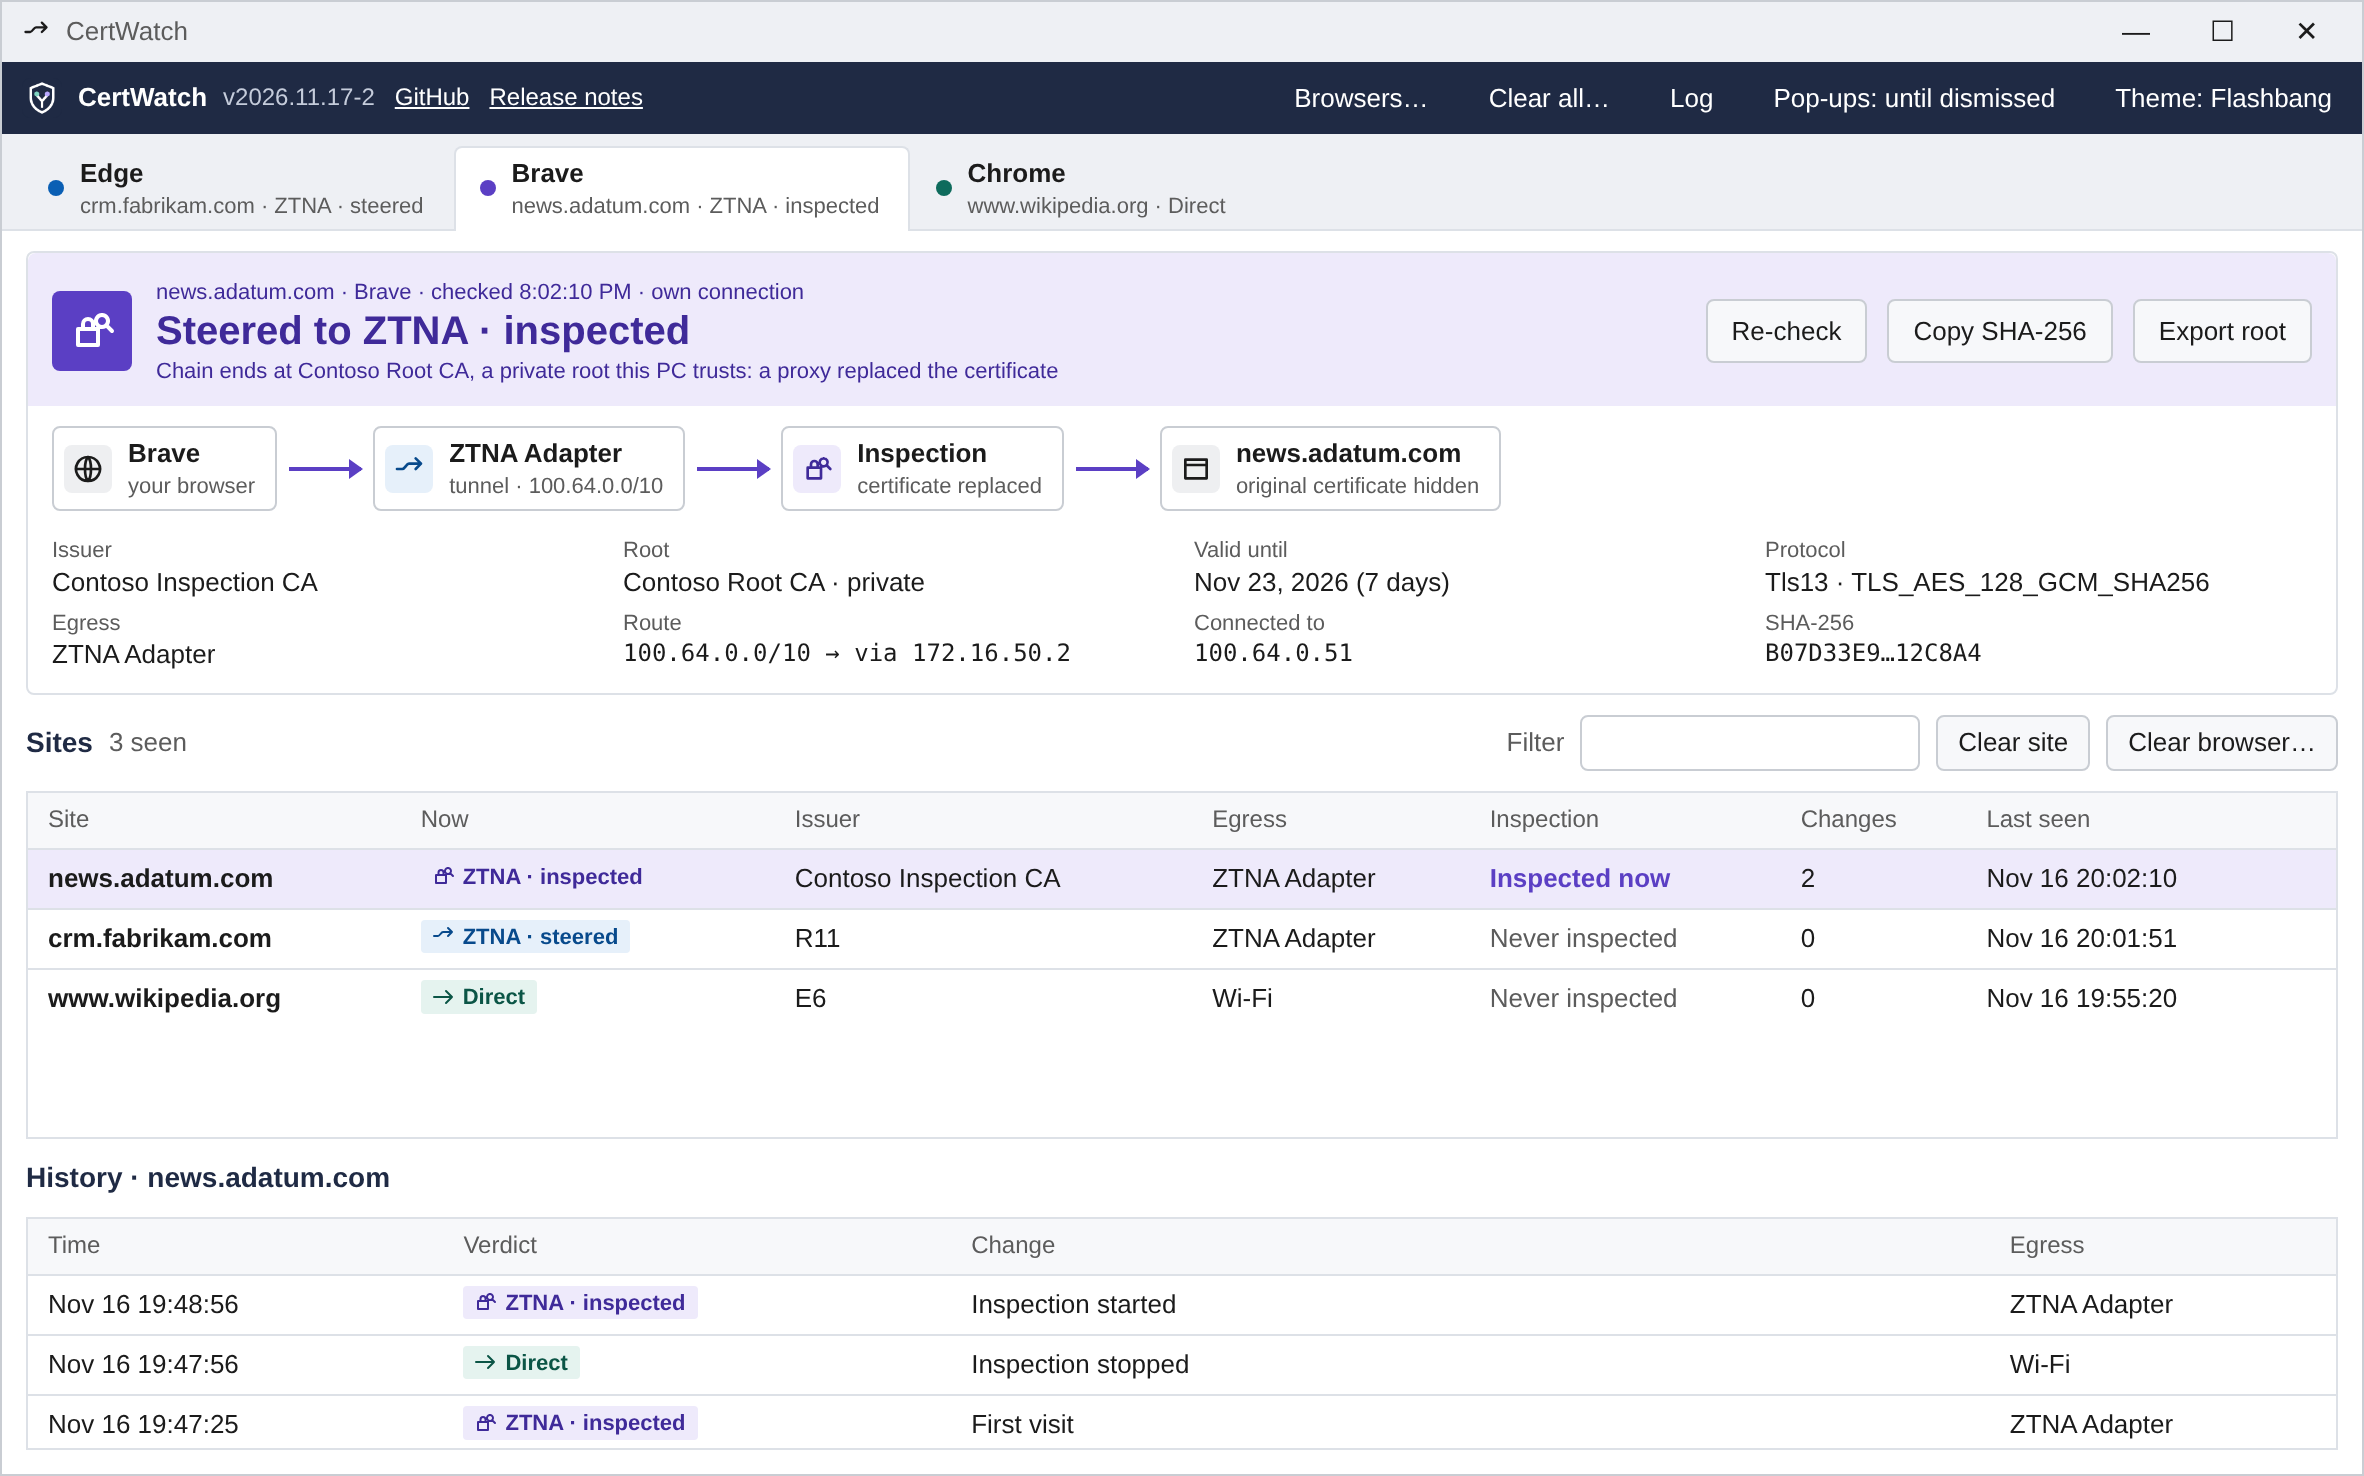 CertWatch
CertWatch v2026.11.17-2 GitHub Release notes Browsers… Clear all… Log Pop-ups: until dismissed Theme: Flashbang
Edge
crm.fabrikam.com · ZTNA · steered
Brave
news.adatum.com · ZTNA · inspected
Chrome
www.wikipedia.org · Direct
news.adatum.com · Brave · checked 8:02:10 PM · own connection
Steered to ZTNA · inspected
Chain ends at Contoso Root CA, a private root this PC trusts: a proxy replaced the certificate
Re-check Copy SHA-256 Export root
Brave
your browser
ZTNA Adapter
tunnel · 100.64.0.0/10
Inspection
certificate replaced
news.adatum.com
original certificate hidden
Issuer
Contoso Inspection CA
Root
Contoso Root CA · private
Valid until
Nov 23, 2026 (7 days)
Protocol
Tls13 · TLS_AES_128_GCM_SHA256
Egress
ZTNA Adapter
Route
100.64.0.0/10 → via 172.16.50.2
Connected to
100.64.0.51
SHA-256
B07D33E9…12C8A4
Sites 3 seen Filter Clear site Clear browser…
Site Now Issuer Egress Inspection Changes Last seen
news.adatum.com ZTNA · inspected Contoso Inspection CA ZTNA Adapter Inspected now 2 Nov 16 20:02:10
crm.fabrikam.com ZTNA · steered R11 ZTNA Adapter Never inspected 0 Nov 16 20:01:51
www.wikipedia.org Direct E6 Wi-Fi Never inspected 0 Nov 16 19:55:20
History · news.adatum.com
Time Verdict Change Egress
Nov 16 19:48:56 ZTNA · inspected Inspection started ZTNA Adapter
Nov 16 19:47:56 Direct Inspection stopped Wi-Fi
Nov 16 19:47:25 ZTNA · inspected First visit ZTNA Adapter